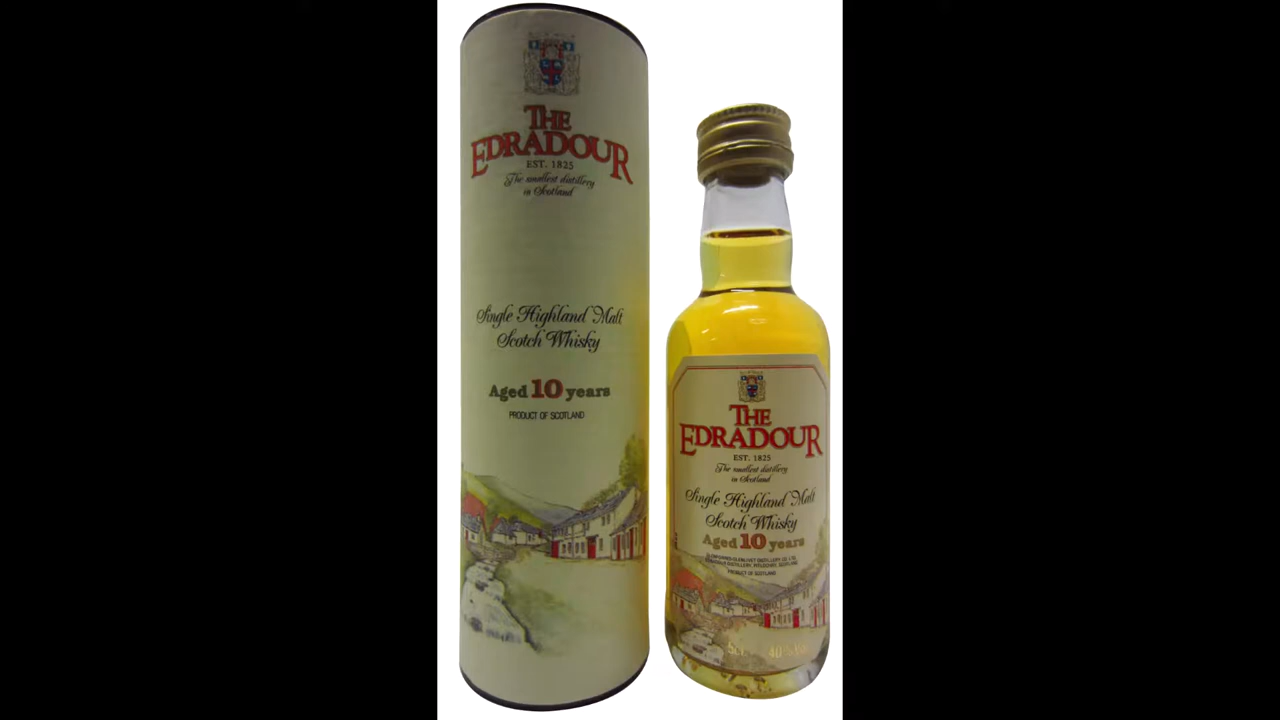 THE
EDRADOUR
EST. 1825
The smallest distillery
in Scotland
Single Highland Malt
Scotch Whisky
Aged 10 years
PRODUCT OF SCOTLAND
THE
EDRADOUR
EST. 1825
The smallest distillery
in Scotland
Single Highland Malt
Scotch Whisky
Aged 10 years
PRODUCT OF SCOTLAND
5cl 40%